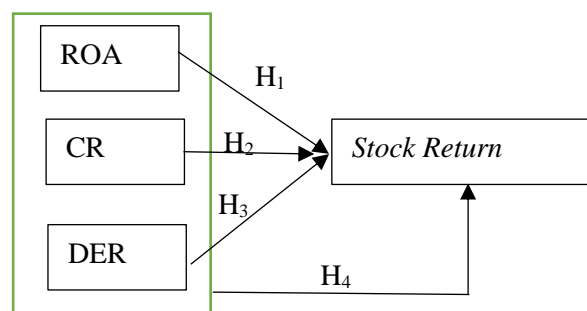 ROA
H₁
CR
H₂
Stock Return
H₃
DER
H₄